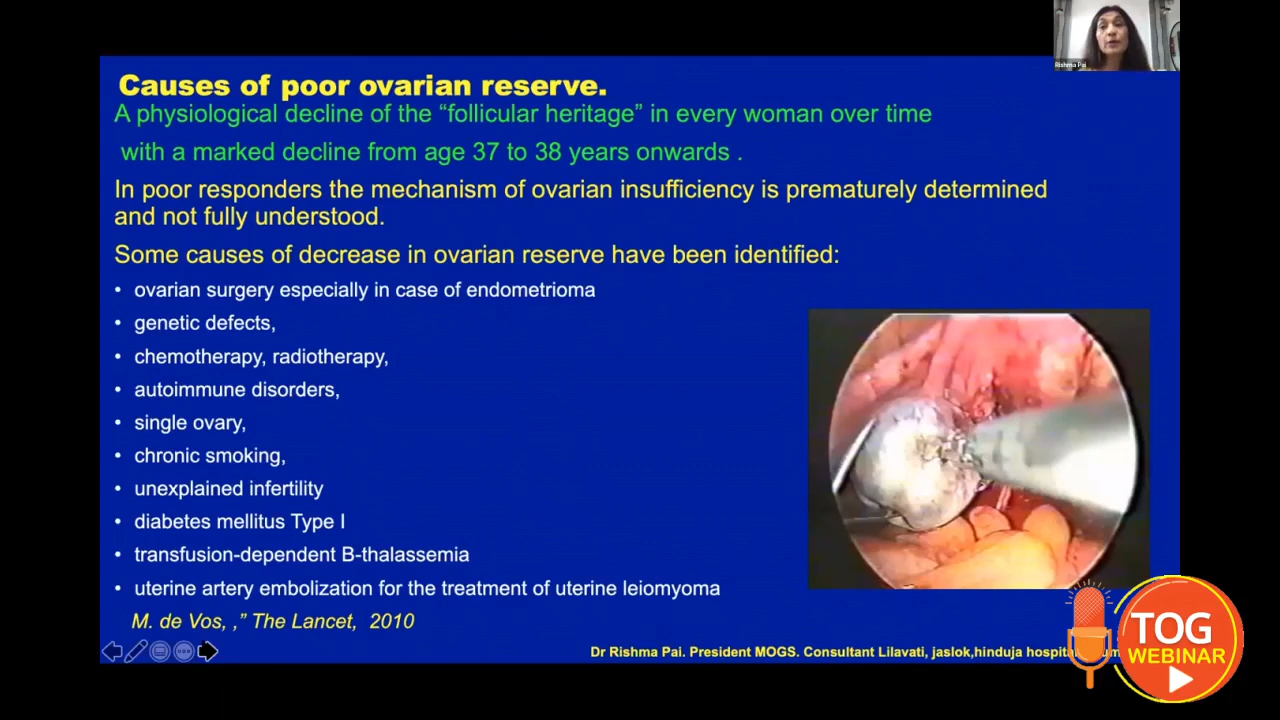 Rishma Pai
Causes of poor ovarian reserve.
A physiological decline of the “follicular heritage” in every woman over time
with a marked decline from age 37 to 38 years onwards .
In poor responders the mechanism of ovarian insufficiency is prematurely determined
and not fully understood.
Some causes of decrease in ovarian reserve have been identified:
• ovarian surgery especially in case of endometrioma
• genetic defects,
• chemotherapy, radiotherapy,
• autoimmune disorders,
• single ovary,
• chronic smoking,
• unexplained infertility
• diabetes mellitus Type I
• transfusion-dependent B-thalassemia
• uterine artery embolization for the treatment of uterine leiomyoma
M. de Vos, ,” The Lancet, 2010
Dr Rishma Pai. President MOGS. Consultant Lilavati, jaslok,hinduja
TOG
WEBINAR